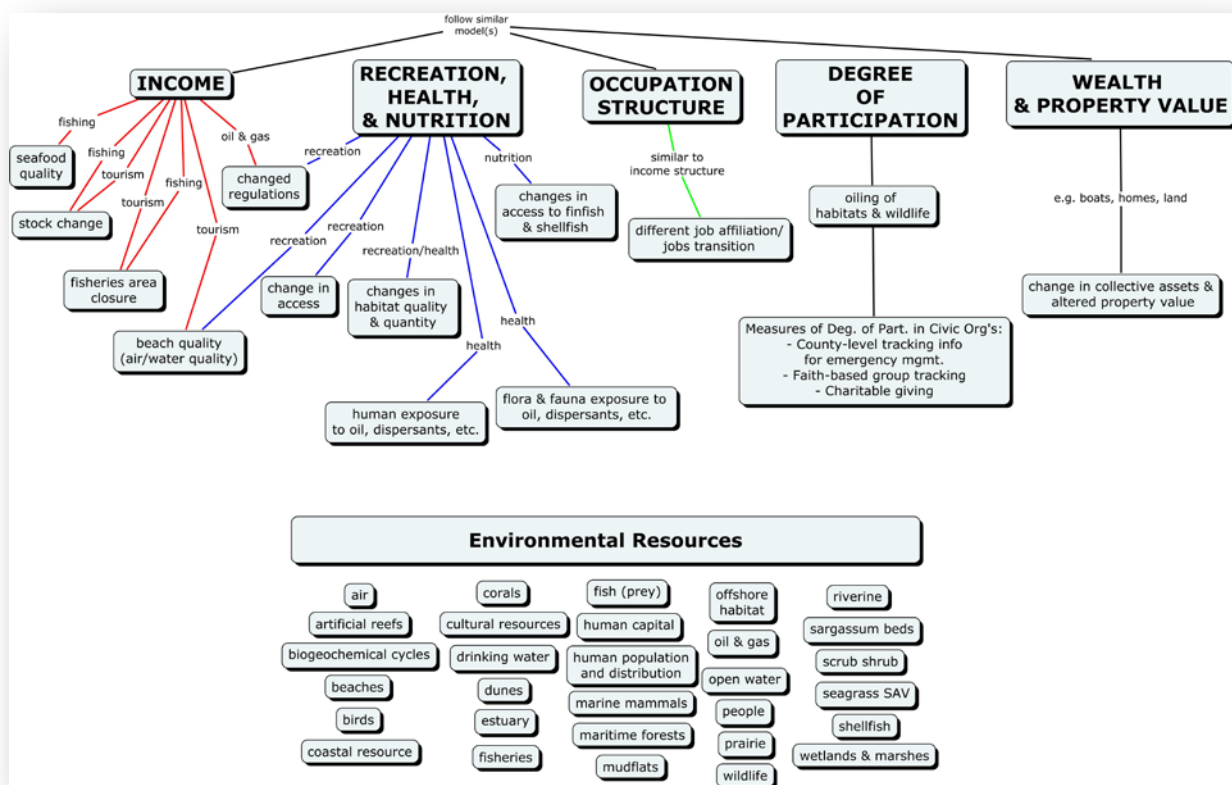 follow similar
model(s)
INCOME
RECREATION,
HEALTH,
& NUTRITION
OCCUPATION
STRUCTURE
DEGREE
OF
PARTICIPATION
WEALTH
& PROPERTY VALUE
fishing
oil & gas
fishing
tourism
fishing
tourism
tourism
seafood
quality
stock change
fisheries area
closure
beach quality
(air/water quality)
changed
regulations
recreation
recreation
recreation
recreation/health
nutrition
health
health
change in
access
changes in
habitat quality
& quantity
changes in
access to finfish
& shellfish
human exposure
to oil, dispersants, etc.
flora & fauna exposure to
oil, dispersants, etc.
similar to
income structure
different job affiliation/
jobs transition
oiling of
habitats & wildlife
Measures of Deg. of Part. in Civic Org's:
- County-level tracking info
for emergency mgmt.
- Faith-based group tracking
- Charitable giving
e.g. boats, homes, land
change in collective assets &
altered property value
Environmental Resources
air
artificial reefs
biogeochemical cycles
beaches
birds
coastal resource
corals
cultural resources
drinking water
dunes
estuary
fisheries
fish (prey)
human capital
human population
and distribution
marine mammals
maritime forests
mudflats
offshore
habitat
oil & gas
open water
people
prairie
wildlife
riverine
sargassum beds
scrub shrub
seagrass SAV
shellfish
wetlands & marshes